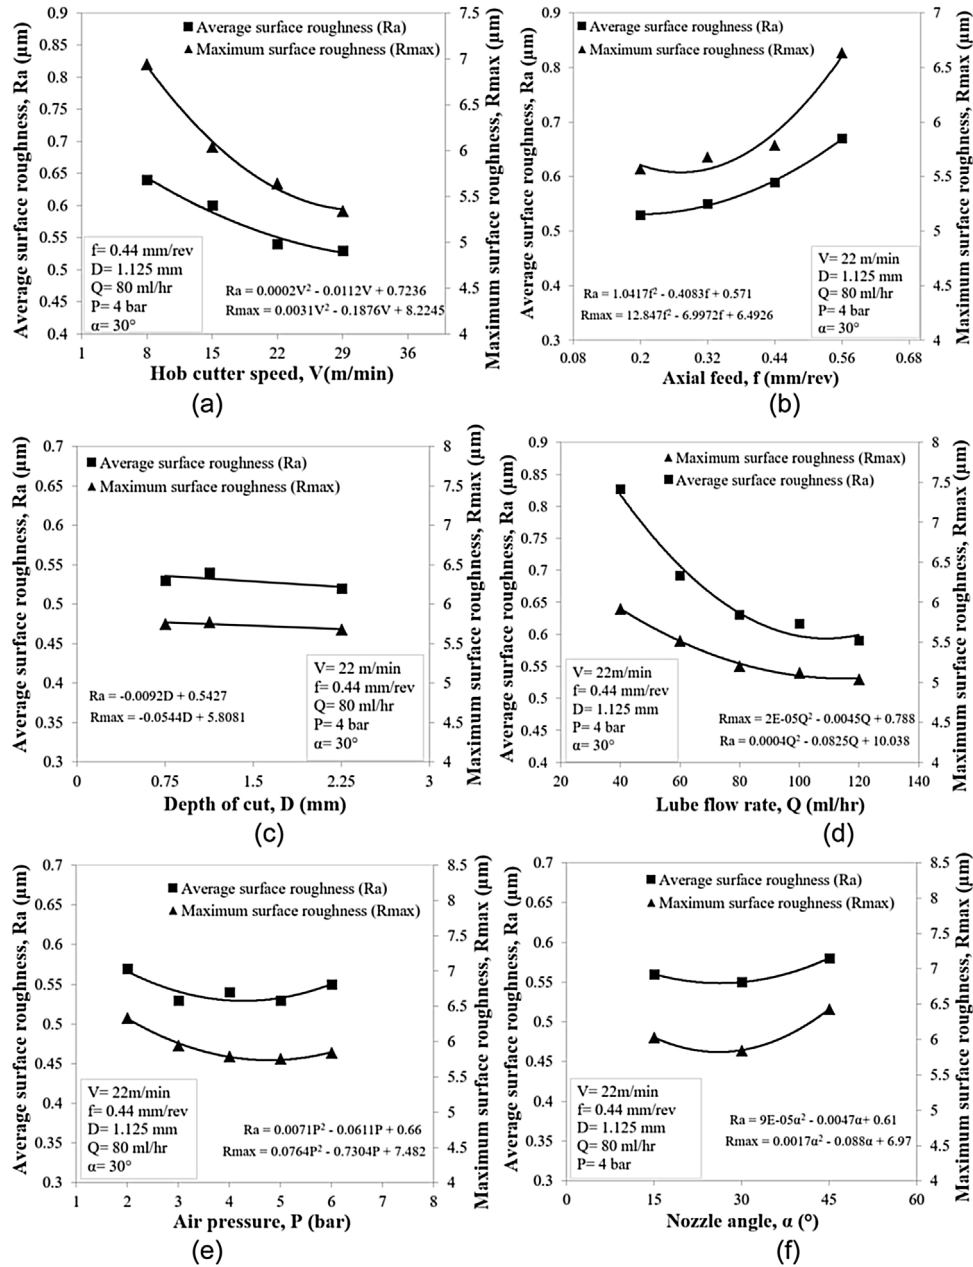 Average surface roughness, Ra (µm)
0.9
0.85
0.8
0.75
0.7
0.65
0.6
0.55
0.5
0.45
0.4
Average surface roughness (Ra)
Maximum surface roughness (Rmax)
f= 0.44 mm/rev
D= 1.125 mm
Q= 80 ml/hr
P= 4 bar
α= 30°
Ra = 0.0002V² - 0.0112V + 0.7236
Rmax = 0.0031V² - 0.1876V + 8.2245
7.5
7
6.5
6
5.5
5
4.5
4
Maximum surface roughness, Rmax (µm)
1 8 15 22 29 36
Hob cutter speed, V(m/min)
(a)
Average surface roughness, Ra (µm)
0.9
0.8
0.7
0.6
0.5
0.4
0.3
Average surface roughness (Ra)
Maximum surface roughness (Rmax)
V= 22 m/min
D= 1.125 mm
Q= 80 ml/hr
P= 4 bar
α= 30°
Ra = 1.0417f² - 0.4083f + 0.571
Rmax = 12.847f² - 6.9972f + 6.4926
7
6.5
6
5.5
5
4.5
4
Maximum surface roughness, Rmax (µm)
0.08 0.2 0.32 0.44 0.56 0.68
Axial feed, f (mm/rev)
(b)
Average surface roughness, Ra (µm)
0.7
0.65
0.6
0.55
0.5
0.45
0.4
0.35
0.3
Average surface roughness (Ra)
Maximum surface roughness (Rmax)
V= 22 m/min
f= 0.44 mm/rev
Q= 80 ml/hr
P= 4 bar
α= 30°
Ra = -0.0092D + 0.5427
Rmax = -0.0544D + 5.8081
8
7.5
7
6.5
6
5.5
5
4.5
4
Maximum surface roughness, Rmax (µm)
0 0.75 1.5 2.25 3
Depth of cut, D (mm)
(c)
Average surface roughness, Ra (µm)
0.9
0.85
0.8
0.75
0.7
0.65
0.6
0.55
0.5
0.45
0.4
Maximum surface roughness (Rmax)
Average surface roughness (Ra)
V= 22m/min
f= 0.44 mm/rev
D= 1.125 mm
P= 4 bar
α= 30°
Rmax = 2E-05Q² - 0.0045Q + 0.788
Ra = 0.0004Q² - 0.0825Q + 10.038
8
7.5
7
6.5
6
5.5
5
4.5
4
Maximum surface roughness, Rmax (µm)
20 40 60 80 100 120 140
Lube flow rate, Q (ml/hr)
(d)
Average surface roughness, Ra (µm)
0.7
0.65
0.6
0.55
0.5
0.45
0.4
0.35
0.3
Average surface roughness (Ra)
Maximum surface roughness (Rmax)
V= 22m/min
f= 0.44 mm/rev
D= 1.125 mm
Q= 80 ml/hr
α= 30°
Ra = 0.0071P² - 0.0611P + 0.66
Rmax = 0.0764P² - 0.7304P + 7.482
8.5
8
7.5
7
6.5
6
5.5
5
4.5
4
Maximum surface roughness, Rmax (µm)
1 2 3 4 5 6 7 8
Air pressure, P (bar)
(e)
Average surface roughness, Ra (µm)
0.7
0.65
0.6
0.55
0.5
0.45
0.4
0.35
0.3
Average surface roughness (Ra)
Maximum surface roughness (Rmax)
V= 22m/min
f= 0.44 mm/rev
D= 1.125 mm
Q= 80 ml/hr
P= 4 bar
Ra = 9E-05α² - 0.0047α+ 0.61
Rmax = 0.0017α² - 0.088α + 6.97
8.5
8
7.5
7
6.5
6
5.5
5
4.5
4
Maximum surface roughness, Rmax (µm)
0 15 30 45 60
Nozzle angle, α (°)
(f)